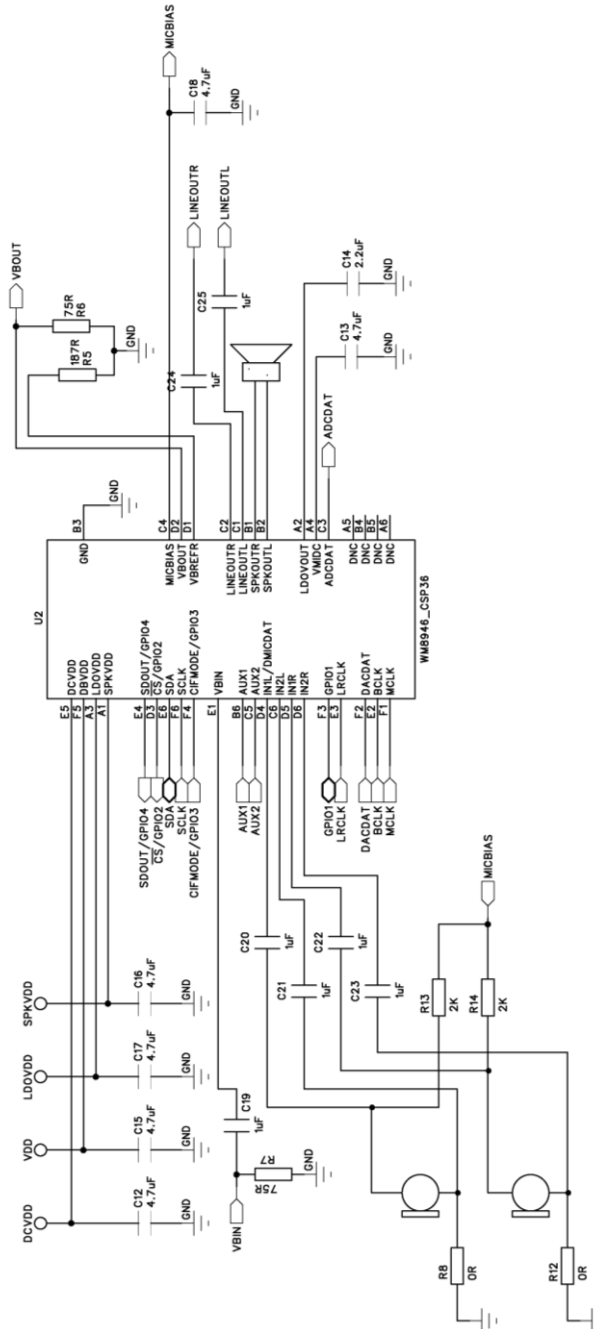 MICBIAS
C18
4.7uF
GND
VBOUT
LINEOUTR
LINEOUTL
75R
R6
187R
R5
GND
C25
1uF
C24
1uF
C14
2.2uF
GND
C13
4.7uF
GND
ADCDAT
GND
B3
C4
D2
D1
C2
C1
B1
B2
A2
A4
C3
A5
B4
B5
A6
GND
MICBIAS
VBOUT
VBREFR
LINEOUTR
LINEOUTL
SPKOUTR
SPKOUTL
LDOVOUT
VMIDC
ADCDAT
DNC
DNC
DNC
DNC
U2
WM8946_CSP36
DCVDD
DBVDD
LDOVDD
SPKVDD
SDOUT/GPIO4
CS/GPIO2
SDA
SCLK
CIFMODE/GPIO3
VBIN
AUX1
AUX2
IN1L/DMICDAT
IN2L
IN1R
IN2R
GPIO1
LRCLK
DACDAT
BCLK
MCLK
E5
F5
A3
A1
E4
D3
E6
F6
F4
E1
B6
C5
D4
C6
D5
D6
F3
E3
F2
E2
F1
SDOUT/GPIO4
CS/GPIO2
SDA
SCLK
CIFMODE/GPIO3
AUX1
AUX2
GPIO1
LRCLK
DACDAT
BCLK
MCLK
SPKVDD
C16
4.7uF
GND
LDOVDD
C17
4.7uF
GND
VDD
C15
4.7uF
GND
DCVDD
C12
4.7uF
GND
C19
1uF
R7
75R
GND
VBIN
C20
1uF
C21
1uF
C22
1uF
C23
1uF
MICBIAS
R13
2K
R14
2K
R8
0R
R12
0R